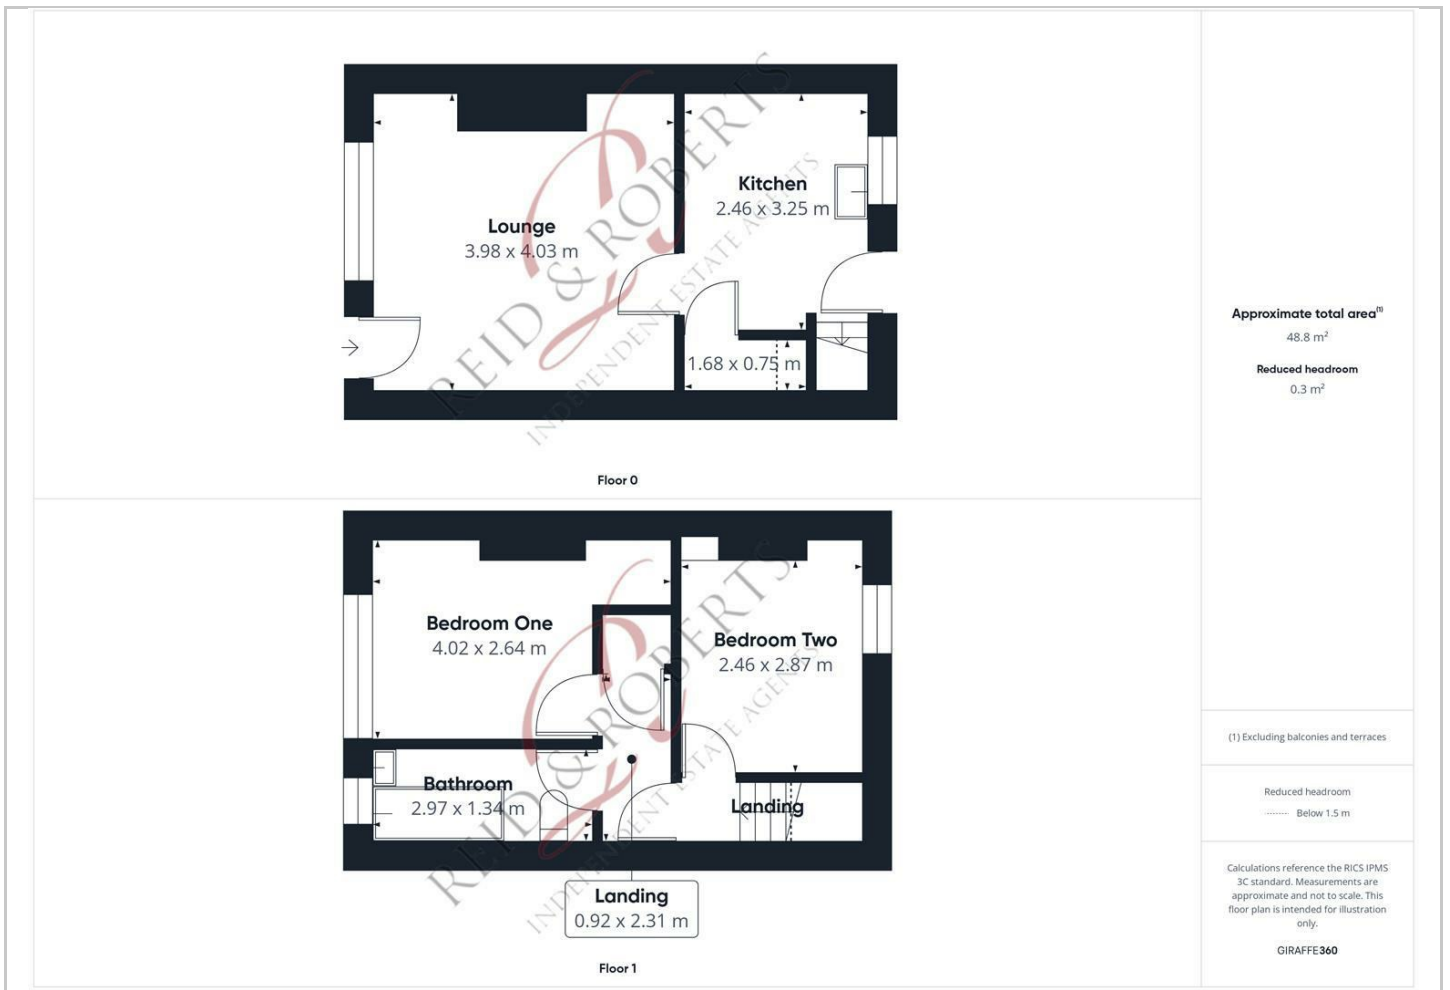 Lounge
3.98 x 4.03 m
Kitchen
2.46 x 3.25 m
1.68 x 0.75 m
REID & ROBERTS
INDEPENDENT ESTATE AGENTS
Floor 0
Bedroom One
4.02 x 2.64 m
Bedroom Two
2.46 x 2.87 m
Bathroom
2.97 x 1.34 m
Landing
Landing
0.92 x 2.31 m
REID & ROBERTS
INDEPENDENT ESTATE AGENTS
Floor 1
Approximate total area(1)
48.8 m²
Reduced headroom
0.3 m²
(1) Excluding balconies and terraces
Reduced headroom
Below 1.5 m
Calculations reference the RICS IPMS
3C standard. Measurements are
approximate and not to scale. This
floor plan is intended for illustration
only.
GIRAFFE360